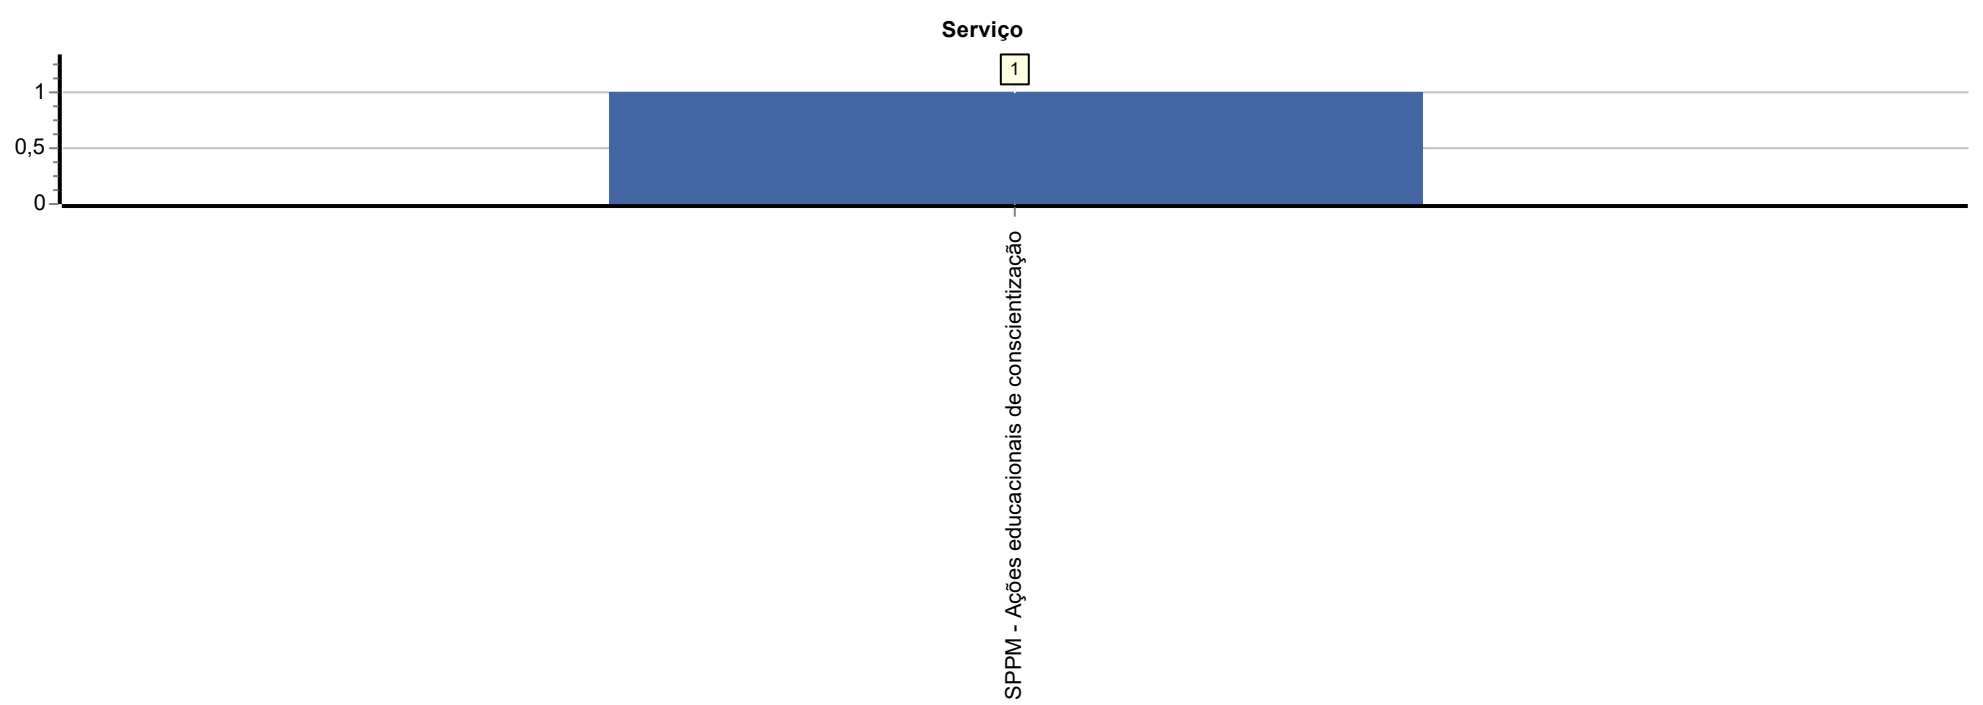 Serviço
1
1
0,5
0
SPPM - Ações educacionais de conscientização